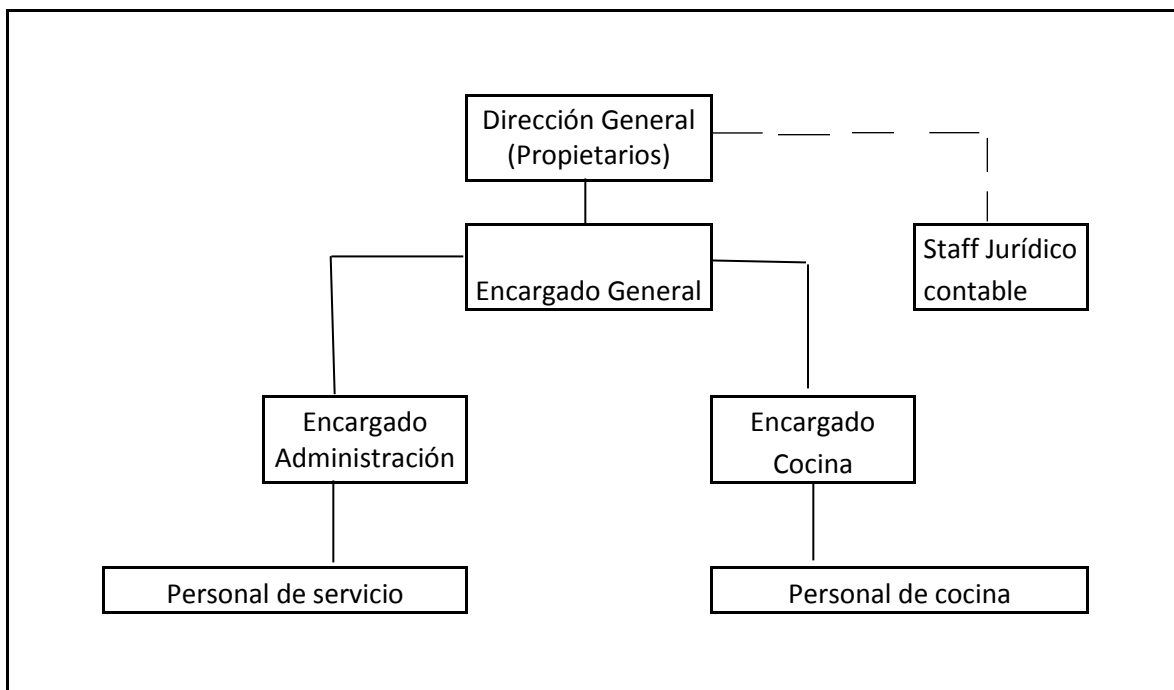 Dirección General
(Propietarios)
Encargado General
Staff Jurídico
contable
Encargado
Administración
Encargado
Cocina
Personal de servicio
Personal de cocina